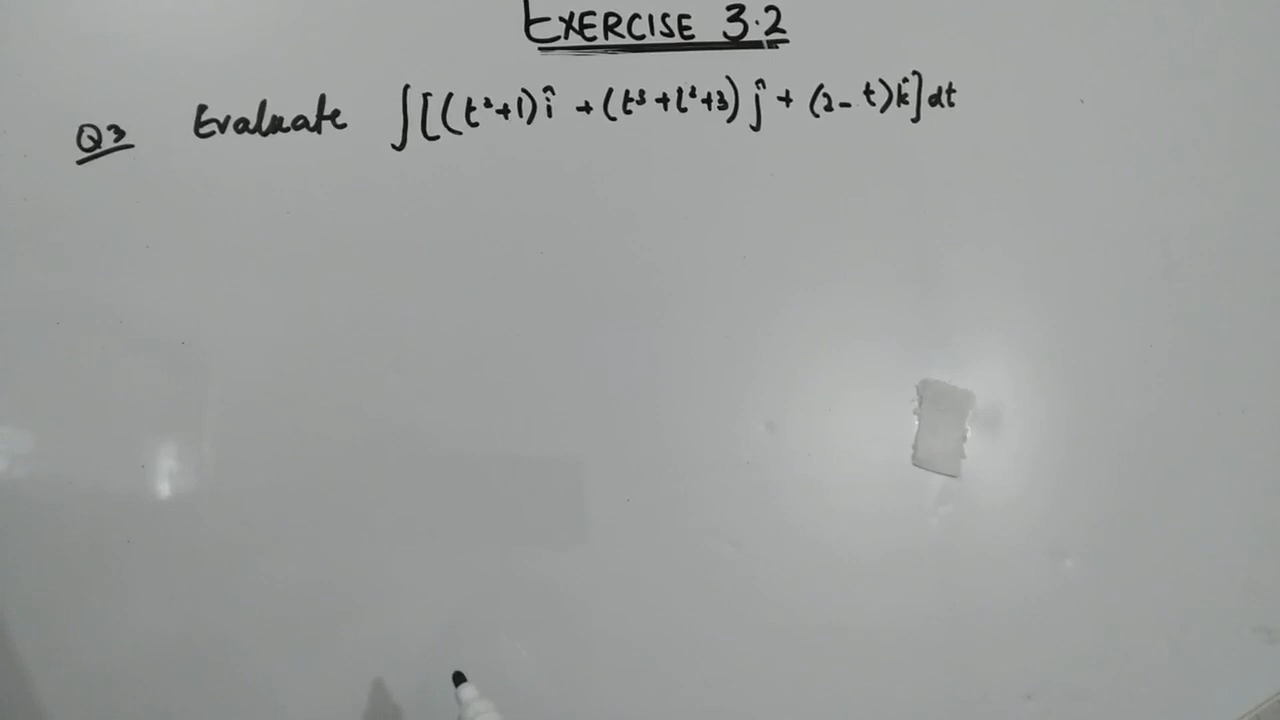 EXERCISE 3.2
Q3 Evaluate ∫[(t²+1)î + (t³+t²+3)ĵ + (2-t)k̂]dt